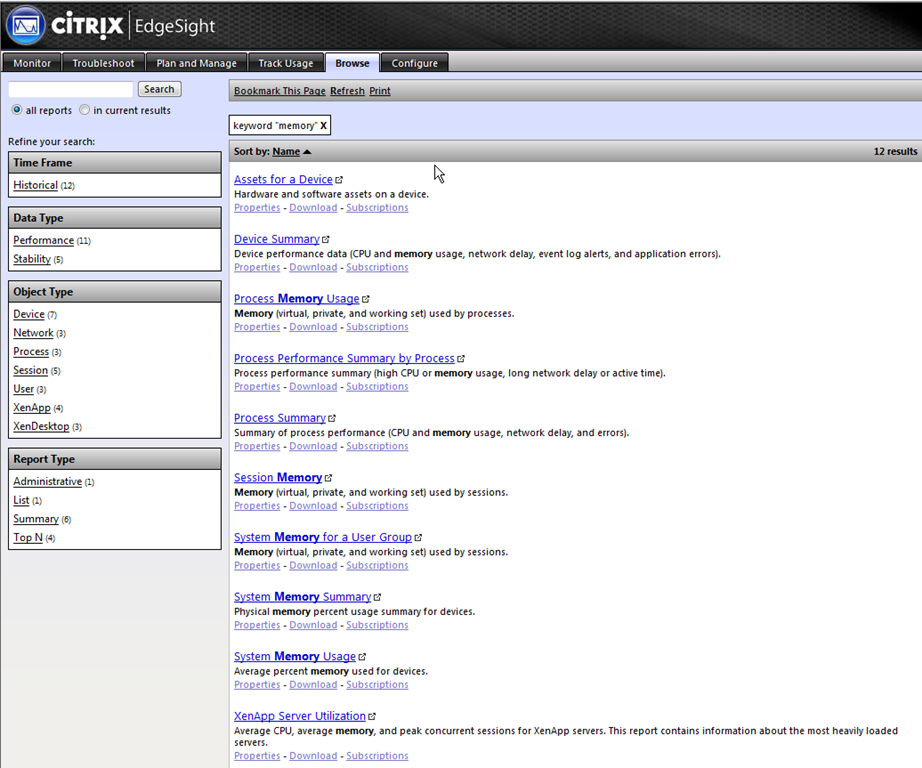 CİTRIX EdgeSight
Monitor Troubleshoot Plan and Manage Track Usage Browse Configure
Search
all reports in current results
Refine your search:
Time Frame
Historical (12)
Data Type
Performance (11)
Stability (5)
Object Type
Device (7)
Network (3)
Process (3)
Session (5)
User (3)
XenApp (4)
XenDesktop (3)
Report Type
Administrative (1)
List (1)
Summary (6)
Top N (4)
Bookmark This Page Refresh Print
keyword "memory" X
Sort by: Name 12 results
Assets for a Device
Hardware and software assets on a device.
Properties - Download - Subscriptions
Device Summary
Device performance data (CPU and memory usage, network delay, event log alerts, and application errors).
Properties - Download - Subscriptions
Process Memory Usage
Memory (virtual, private, and working set) used by processes.
Properties - Download - Subscriptions
Process Performance Summary by Process
Process performance summary (high CPU or memory usage, long network delay or active time).
Properties - Download - Subscriptions
Process Summary
Summary of process performance (CPU and memory usage, network delay, and errors).
Properties - Download - Subscriptions
Session Memory
Memory (virtual, private, and working set) used by sessions.
Properties - Download - Subscriptions
System Memory for a User Group
Memory (virtual, private, and working set) used by sessions.
Properties - Download - Subscriptions
System Memory Summary
Physical memory percent usage summary for devices.
Properties - Download - Subscriptions
System Memory Usage
Average percent memory used for devices.
Properties - Download - Subscriptions
XenApp Server Utilization
Average CPU, average memory, and peak concurrent sessions for XenApp servers. This report contains information about the most heavily loaded
servers.
Properties - Download - Subscriptions